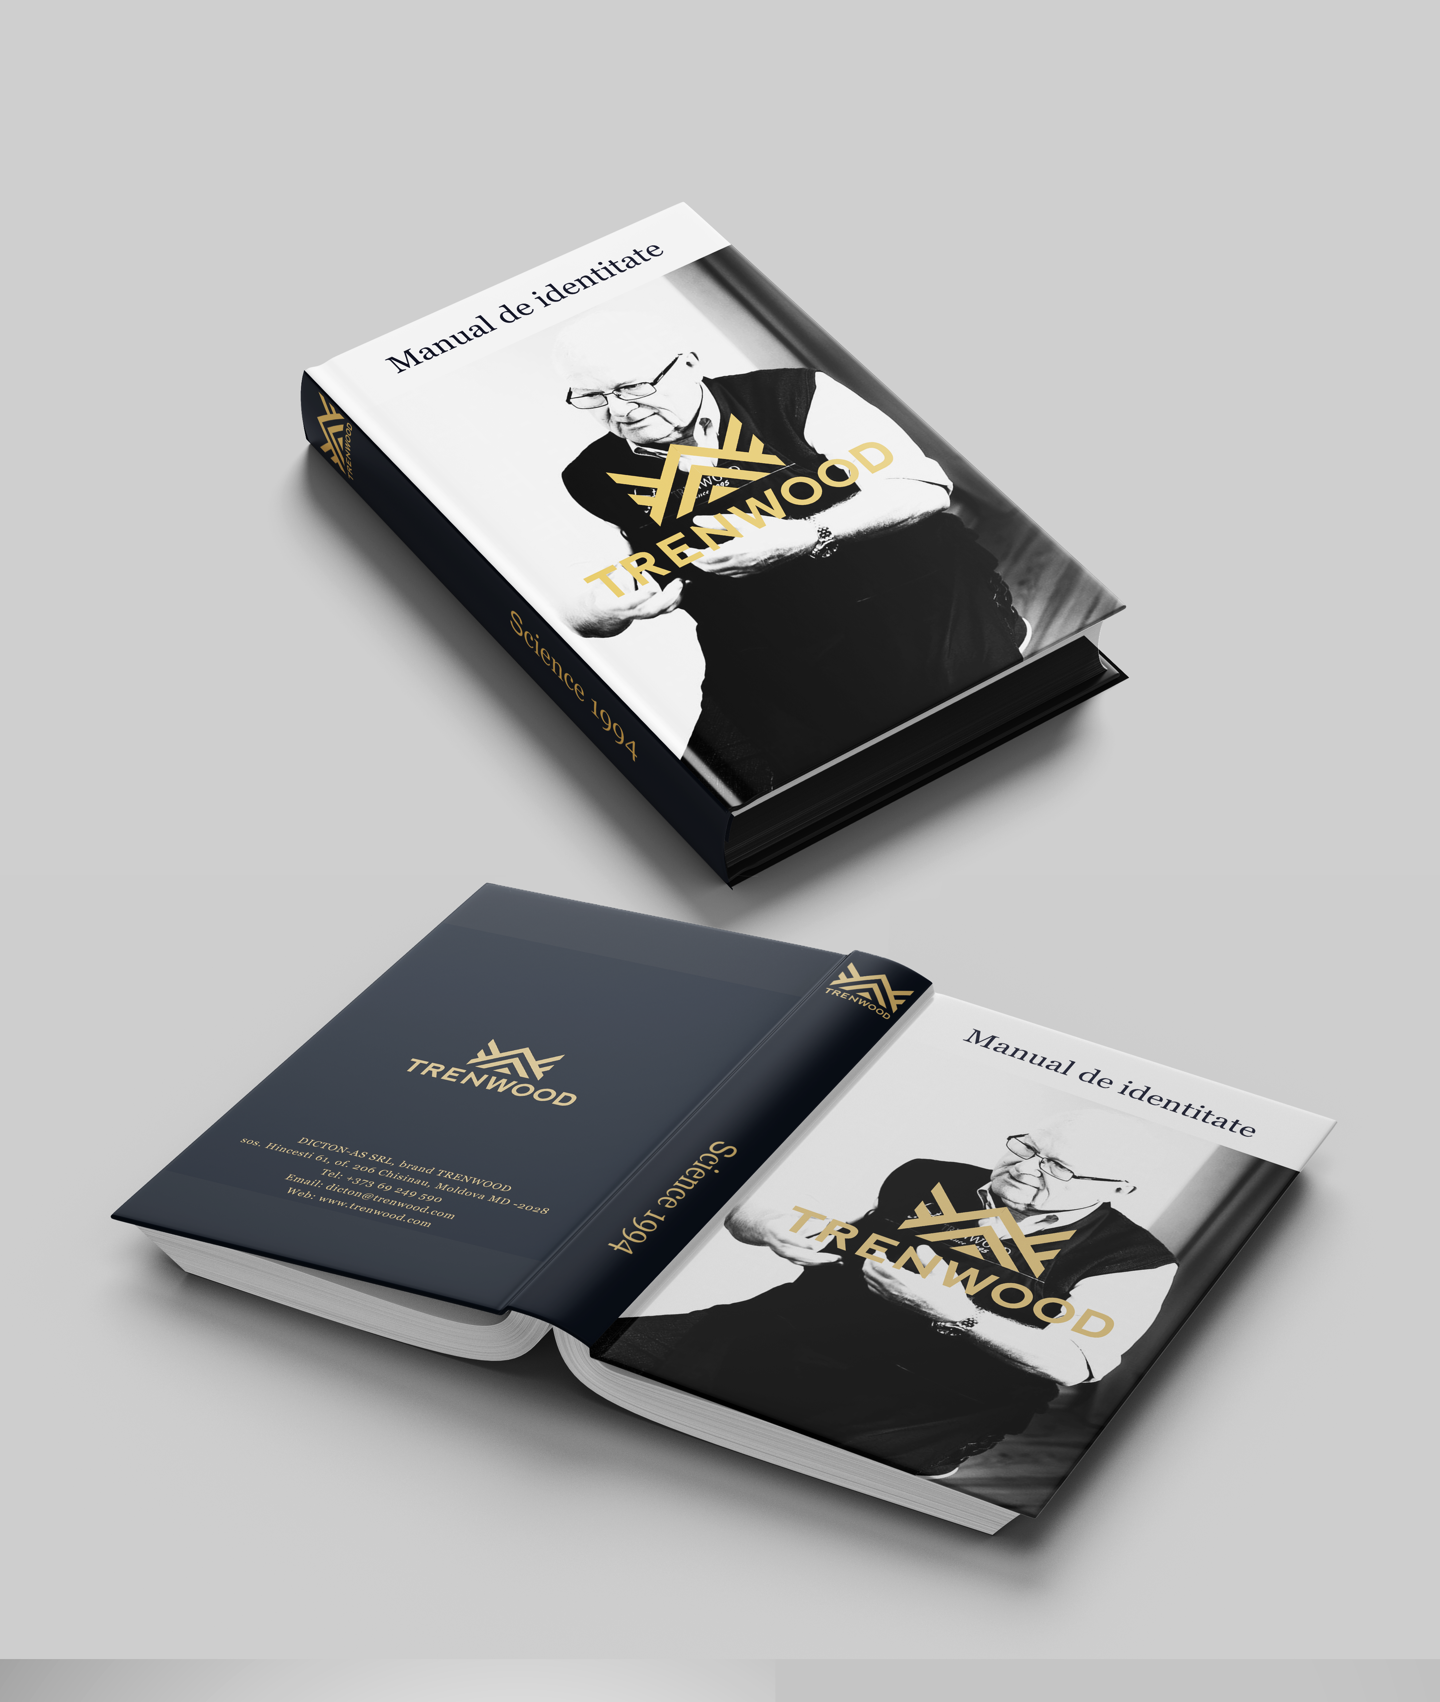 Manual de identitate
TRENWOOD
TRENWOOD
Science 1994
TRENWOOD
Manual de identitate
TRENWOOD
TRENWOOD
DICTON-AS SRL, brand TRENWOOD
sos. Hincesti 61, of. 206 Chisinau, Moldova MD -2028
Tel: +373 69 249 590
Email: dicton@trenwood.com
Web: www.trenwood.com
Science 1994